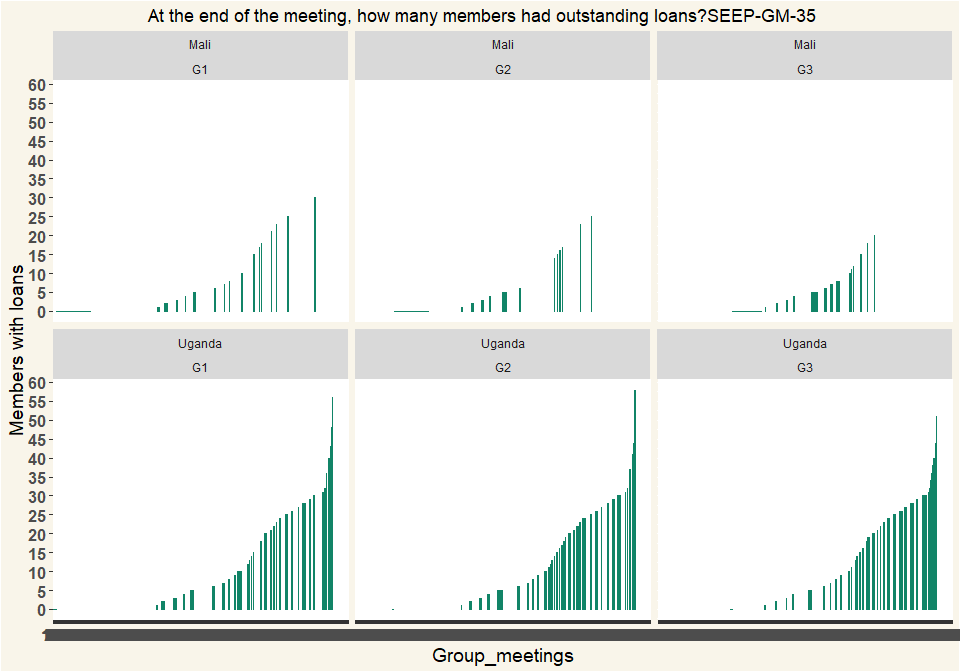 At the end of the meeting, how many members had outstanding loans?SEEP-GM-35
Mali
G1
Mali
G2
Mali
G3
60
55
50
45
40
35
30
25
20
15
10
5
0
Uganda
G1
Uganda
G2
Uganda
G3
60
55
50
45
40
35
30
25
20
15
10
5
0
Members with loans
Group_meetings